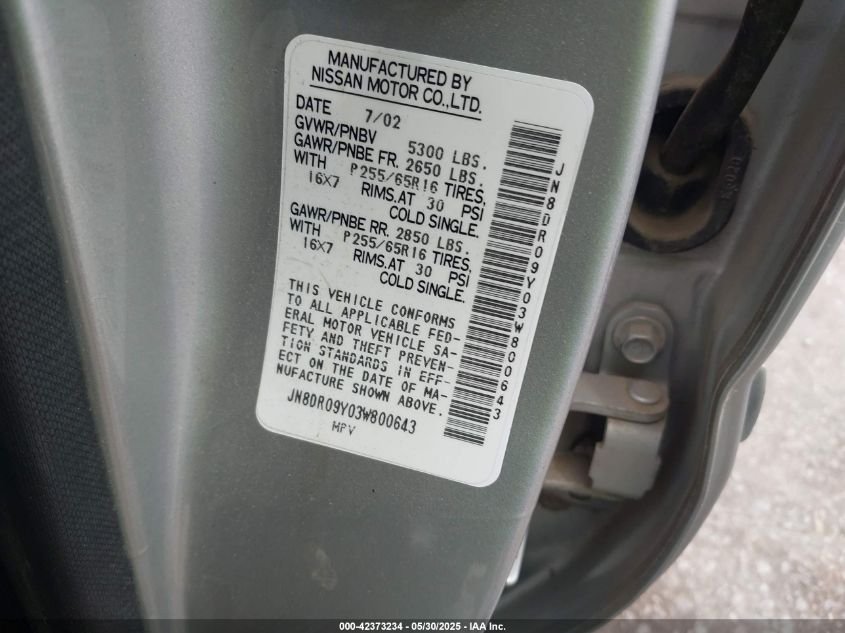 MANUFACTURED BY
NISSAN MOTOR CO.,LTD.
DATE 7/02
GVWR/PNBV 5300 LBS.
GAWR/PNBE FR. 2650 LBS.
WITH P255/65R16 TIRES,
16X7 RIMS.AT 30 PSI
COLD SINGLE.
GAWR/PNBE RR. 2850 LBS.
WITH P255/65R16 TIRES,
16X7 RIMS.AT 30 PSI
COLD SINGLE.
THIS VEHICLE CONFORMS
TO ALL APPLICABLE FED-
ERAL MOTOR VEHICLE SA-
FETY AND THEFT PREVEN-
TION STANDARDS IN EFF-
ECT ON THE DATE OF MA-
NUFACTURE SHOWN ABOVE.
JN8DR09Y03W800643
MPV
JN8DR09Y03W800643
000-42373234 - 05/30/2025 - IAA Inc.